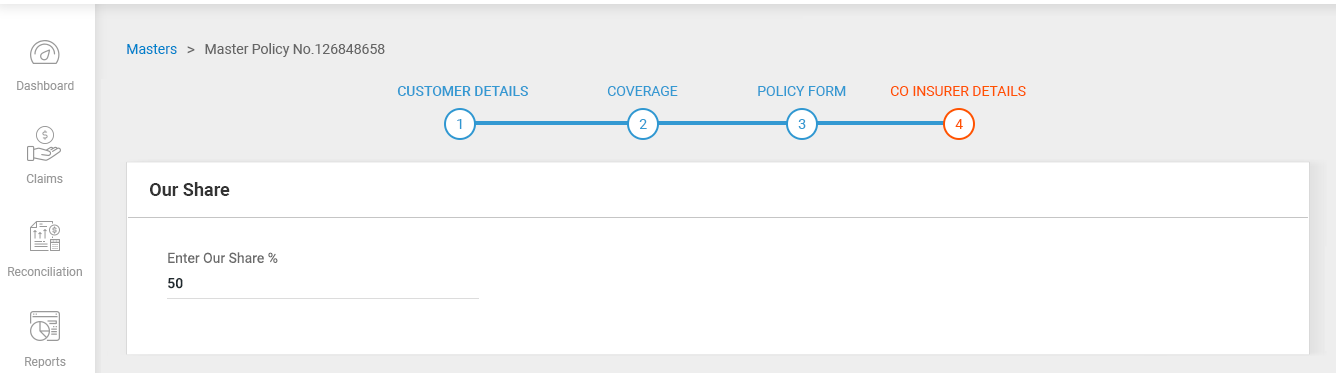 Dashboard
Claims
Reconciliation
Reports
Masters > Master Policy No.126848658
CUSTOMER DETAILS
COVERAGE
POLICY FORM
CO INSURER DETAILS
1
2
3
4
Our Share
Enter Our Share %
50